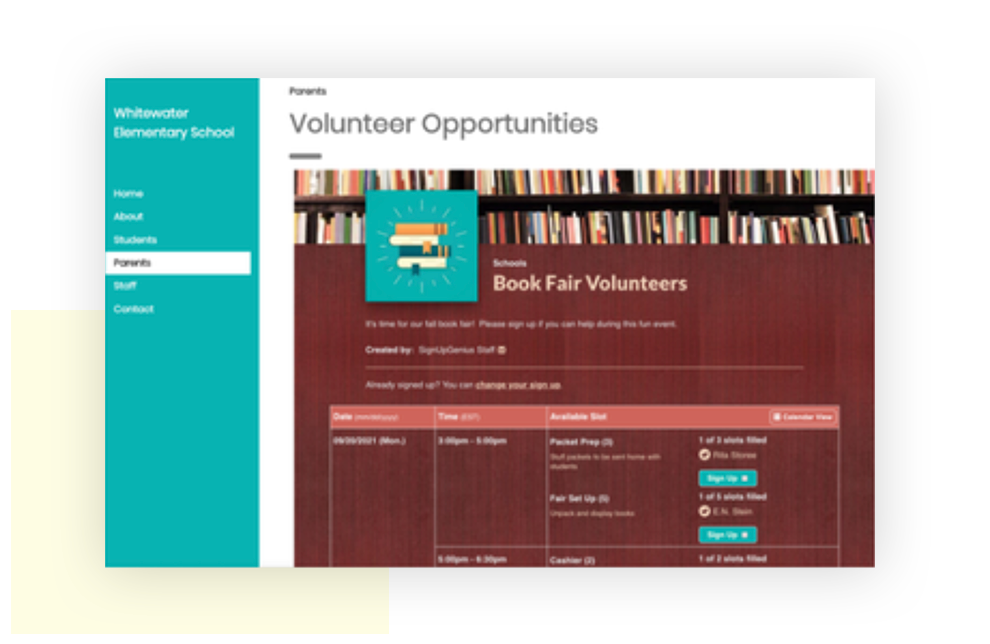 Whitewater
Elementary School
Home
About
Students
Parents
Staff
Contact
Parents
Volunteer Opportunities
Schools
Book Fair Volunteers
It's time for our fall book fair! Please sign up if you can help during this fun event.
Created by: SignUpGenius Staff
Already signed up? You can change your sign up.
Date (mm/dd/yyyy) Time (EST) Available Slot Calendar View
09/20/2021 (Mon.) 3:00pm - 5:00pm Packet Prep (3) 1 of 3 slots filled
Stuff packets to be sent home with Rita Storee
students
Sign Up
Fair Set Up (5) 1 of 5 slots filled
Unpack and display books E.N. Stein
Sign Up
5:00pm - 6:30pm Cashier (2) 1 of 2 slots filled